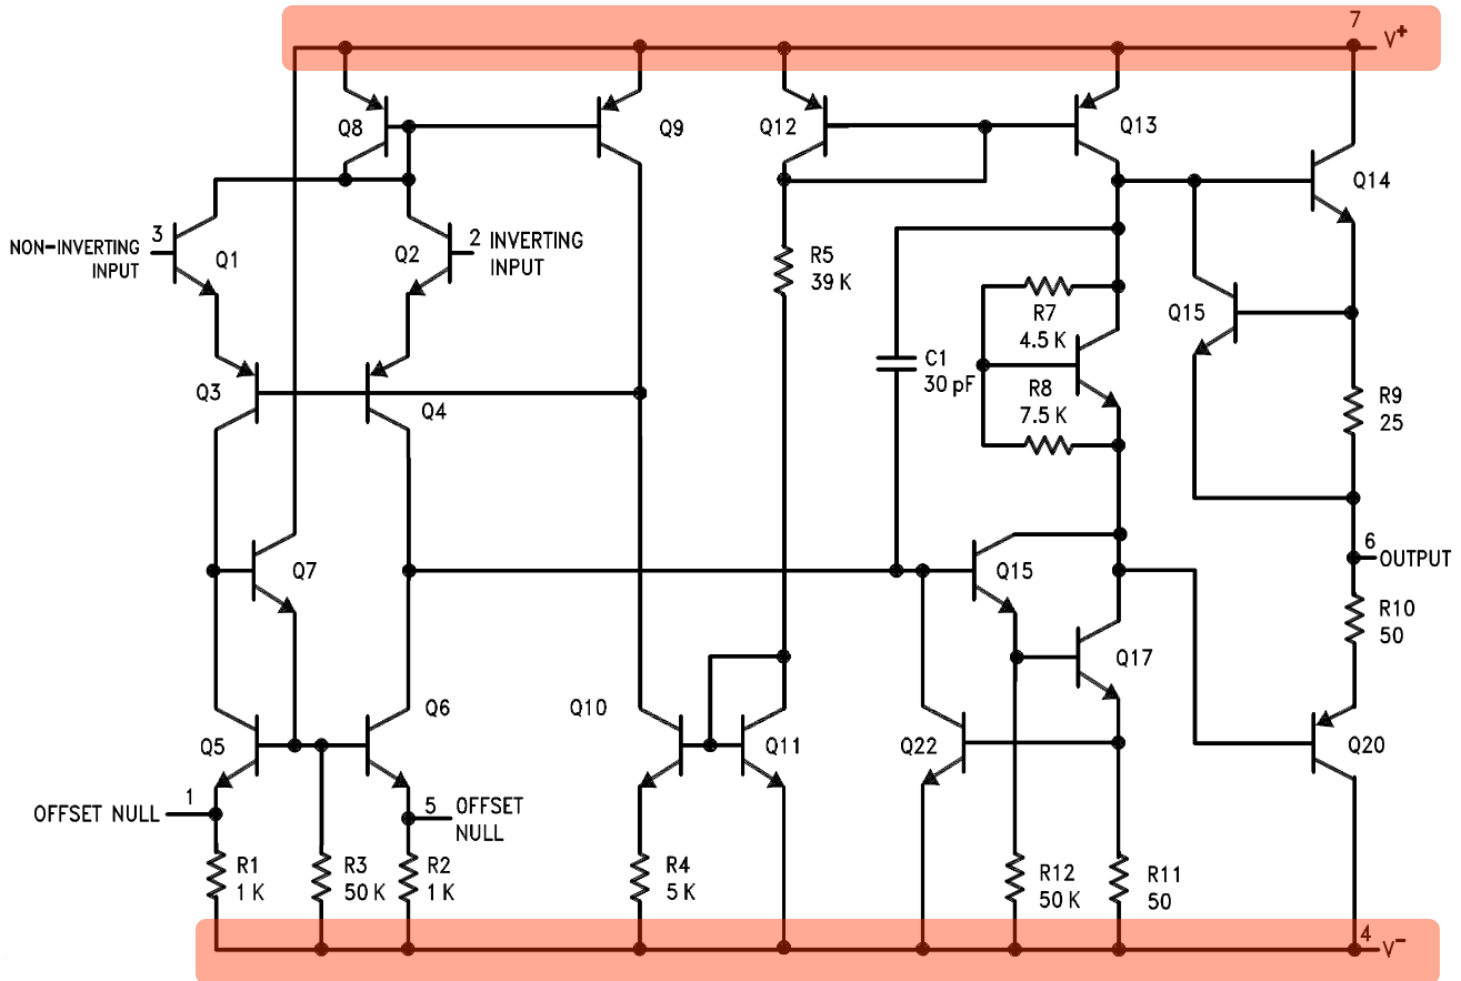 7
V+
Q8
Q9
Q12
Q13
Q14
3
NON-INVERTING
INPUT
Q1
Q2
2 INVERTING
INPUT
R5
39 K
R7
4.5 K
Q15
C1
30 pF
R8
7.5 K
Q3
Q4
R9
25
6
OUTPUT
Q7
Q15
R10
50
Q17
Q5
Q6
Q10
Q11
Q22
Q20
1
OFFSET NULL
5 OFFSET
NULL
R1
1 K
R3
50 K
R2
1 K
R4
5 K
R12
50 K
R11
50
4
V-